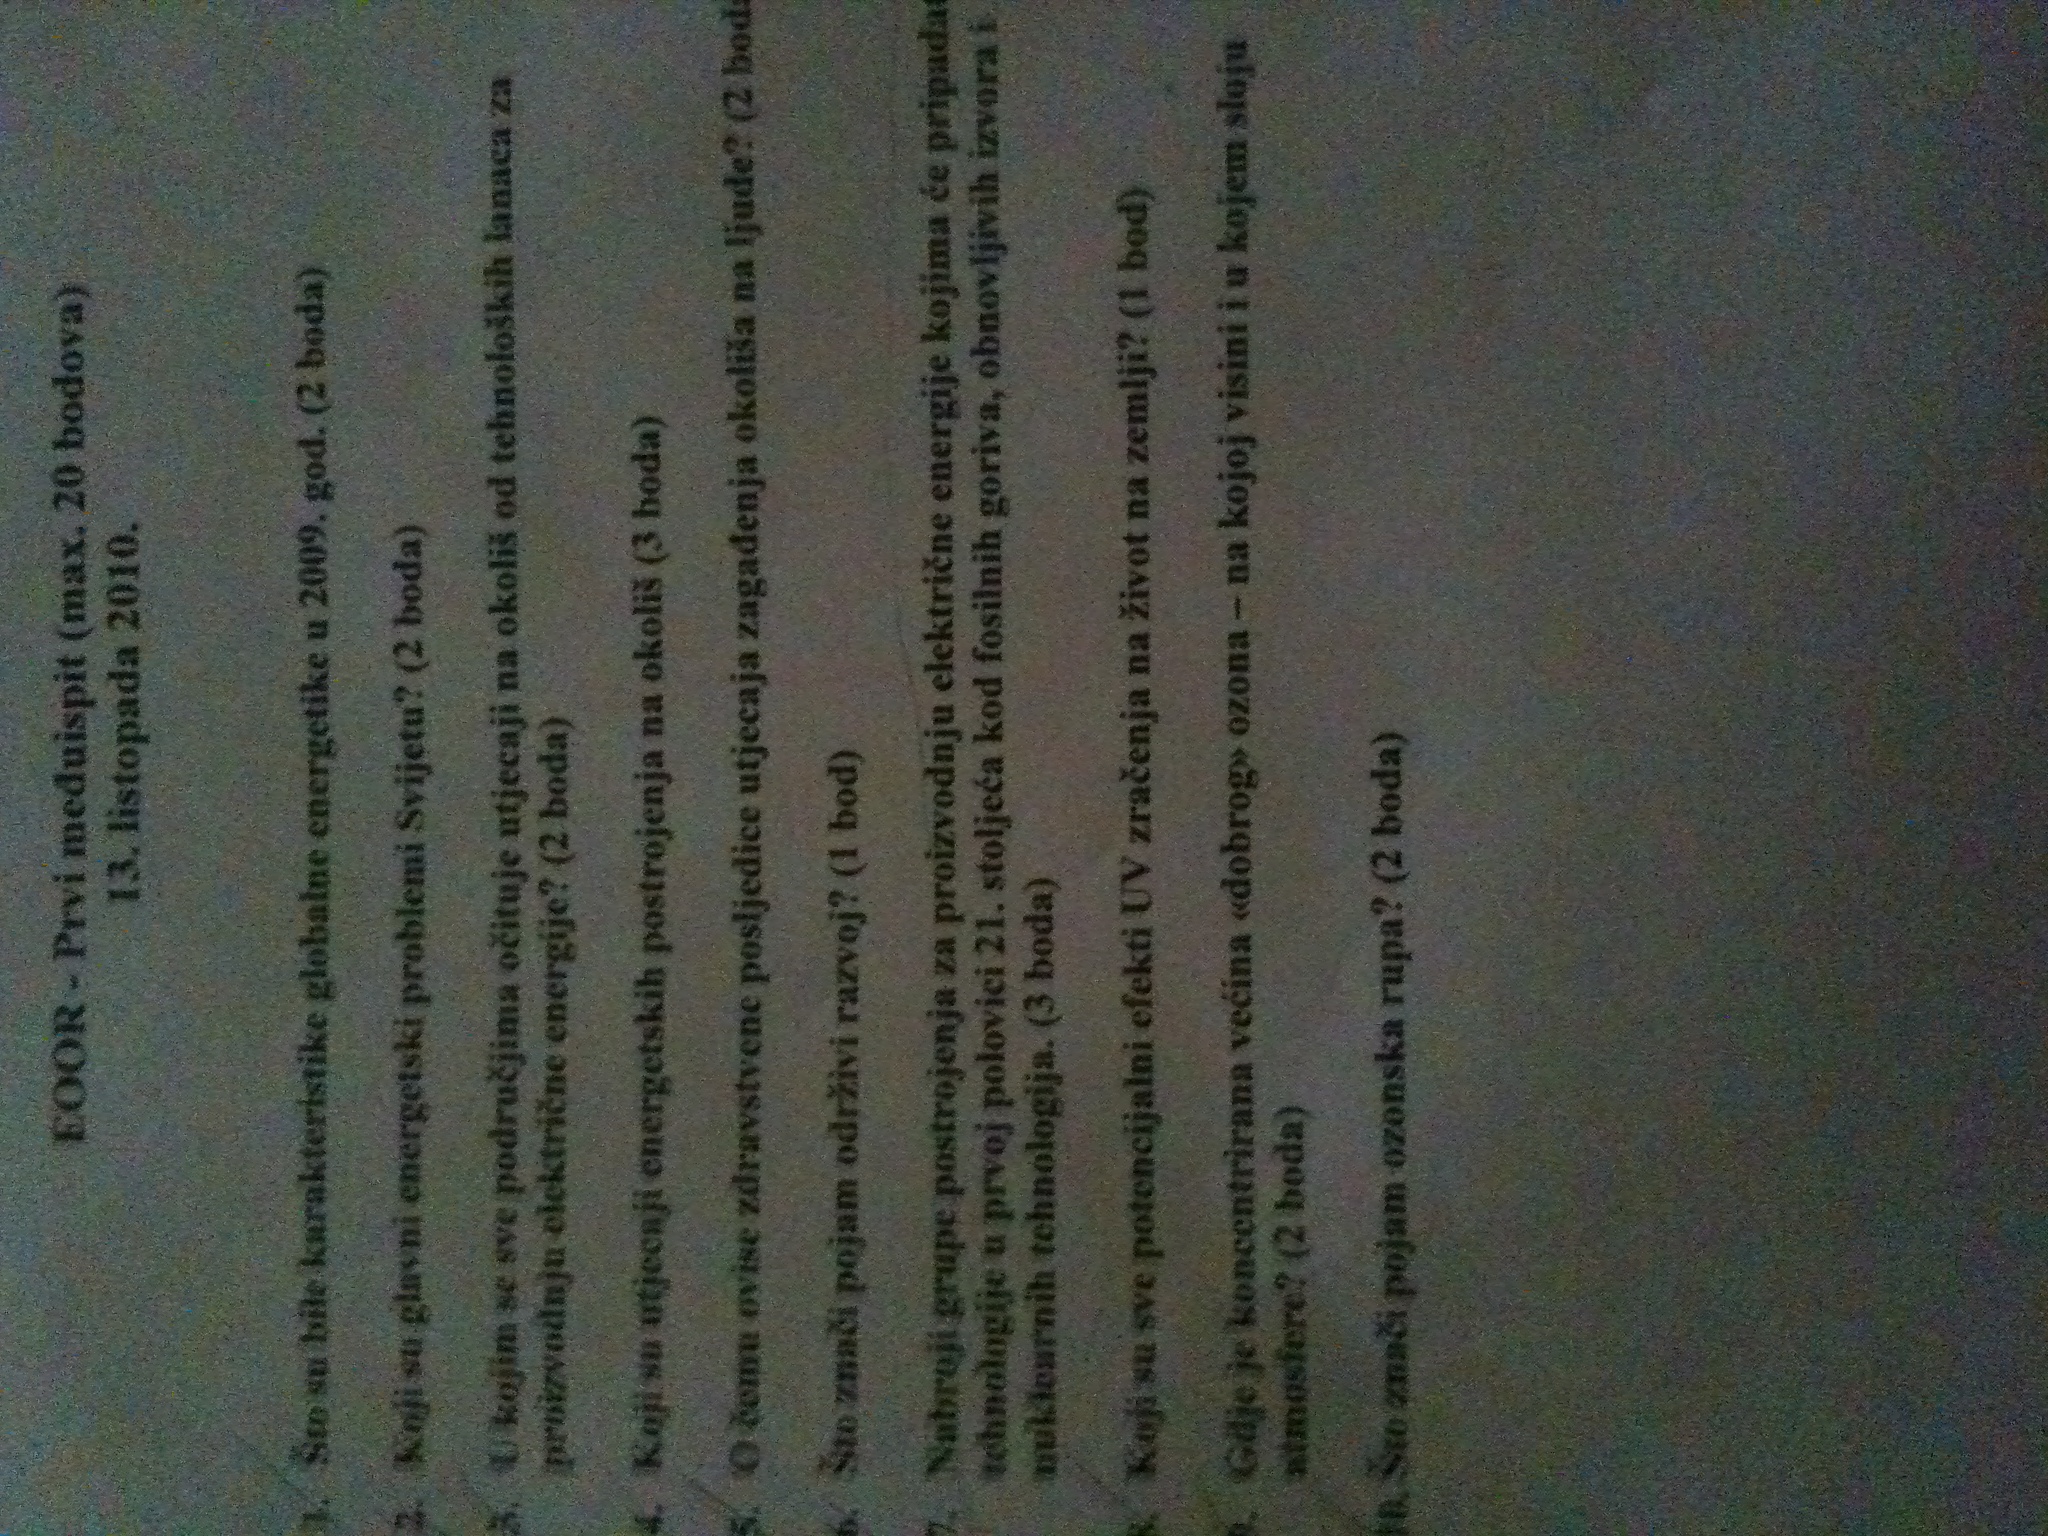 EOOR - Prvi međuispit (max. 20 bodova)
13. listopada 2010.
1. Što su bile karakteristike globalne energetike u 2009. god. (2 boda)
2. Koji su glavni energetski problemi Svijeta? (2 boda)
3. U kojim se sve područjima očituje utjecaji na okoliš od tehnoloških lanaca za
proizvodnju električne energije? (2 boda)
4. Koji su utjecaji energetskih postrojenja na okoliš (3 boda)
5. O čemu ovise zdravstvene posljedice utjecaja zagađenja okoliša na ljude? (2 boda
6. Što znači pojam održivi razvoj? (1 bod)
7. Nabroji grupe postrojenja za proizvodnju električne energije kojima će pripadat
tehnologije u prvoj polovici 21. stoljeća kod fosilnih goriva, obnovljivih izvora i
nuklearnih tehnologija. (3 boda)
8. Koji su sve potencijalni efekti UV zračenja na život na zemlji? (1 bod)
9. Gdje je koncentrirana većina «dobrog» ozona – na kojoj visini i u kojem sloju
atmosfere? (2 boda)
10. Što znači pojam ozonska rupa? (2 boda)